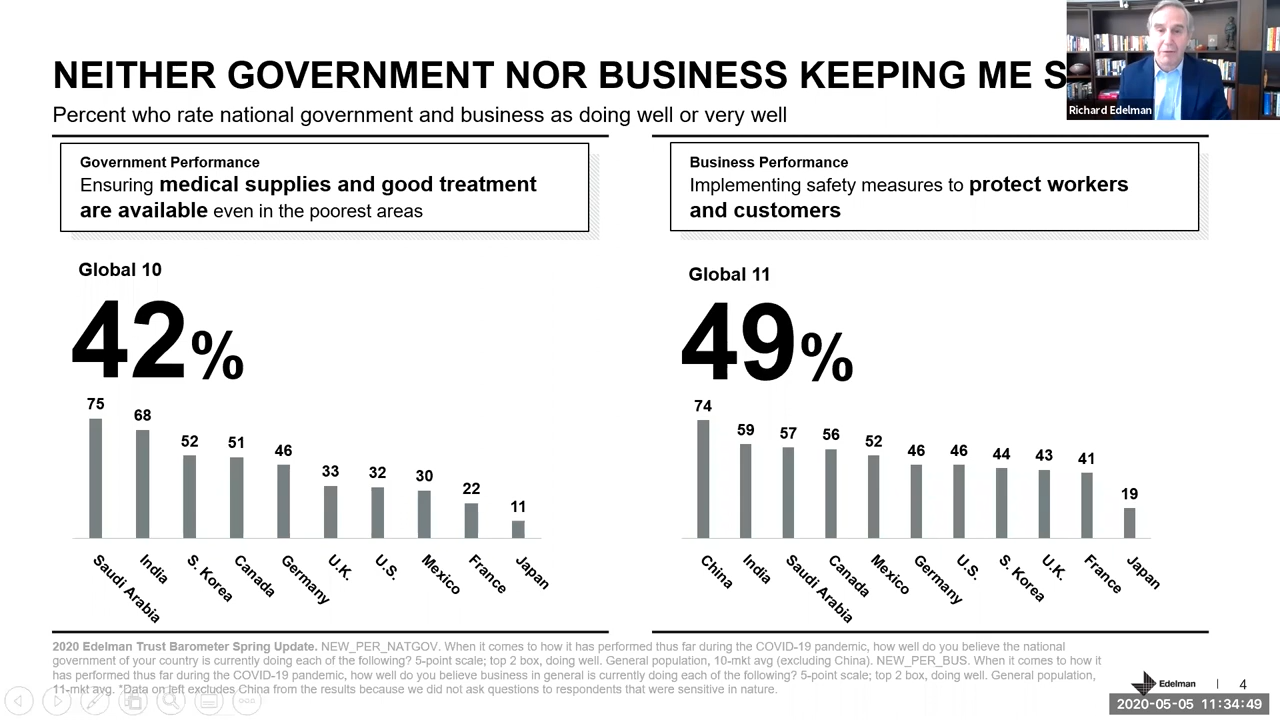 NEITHER GOVERNMENT NOR BUSINESS KEEPING ME S
Richard Edelman
Percent who rate national government and business as doing well or very well
Government Performance
Ensuring medical supplies and good treatment
are available even in the poorest areas
Global 10
42%
75
68
52
51
46
33
32
30
22
11
Saudi Arabia
India
S. Korea
Canada
Germany
U.K.
U.S.
Mexico
France
Japan
Business Performance
Implementing safety measures to protect workers
and customers
Global 11
49%
74
59
57
56
52
46
46
44
43
41
19
China
India
Saudi Arabia
Canada
Mexico
Germany
U.S.
S. Korea
U.K.
France
Japan
2020 Edelman Trust Barometer Spring Update. NEW_PER_NATGOV. When it comes to how it has performed thus far during the COVID-19 pandemic, how well do you believe the national
government of your country is currently doing each of the following? 5-point scale; top 2 box, doing well. General population, 10-mkt avg (excluding China). NEW_PER_BUS. When it comes to how it
has performed thus far during the COVID-19 pandemic, how well do you believe business in general is currently doing each of the following? 5-point scale; top 2 box, doing well. General population,
11-mkt avg. *Data on left excludes China from the results because we did not ask questions to respondents that were sensitive in nature.
Edelman | 4
2020-05-05 11:34:49